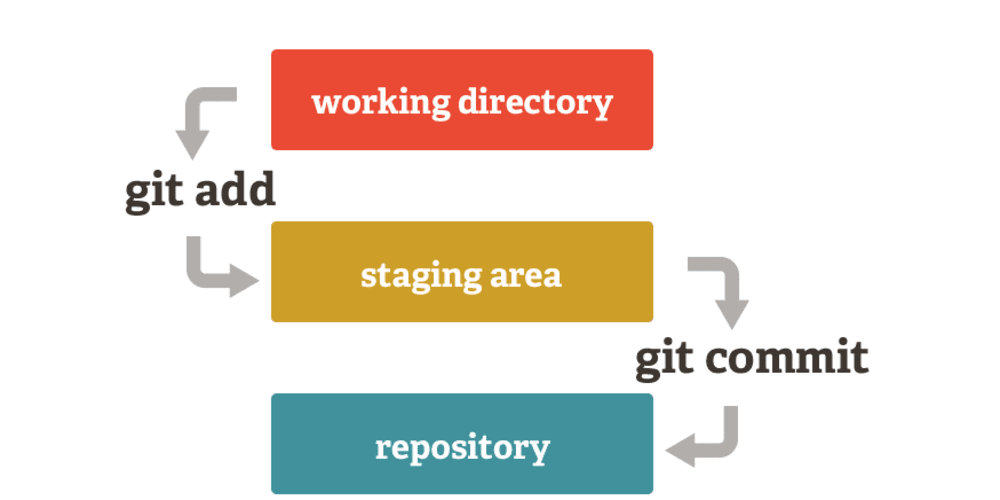 working directory
git add
staging area
git commit
repository